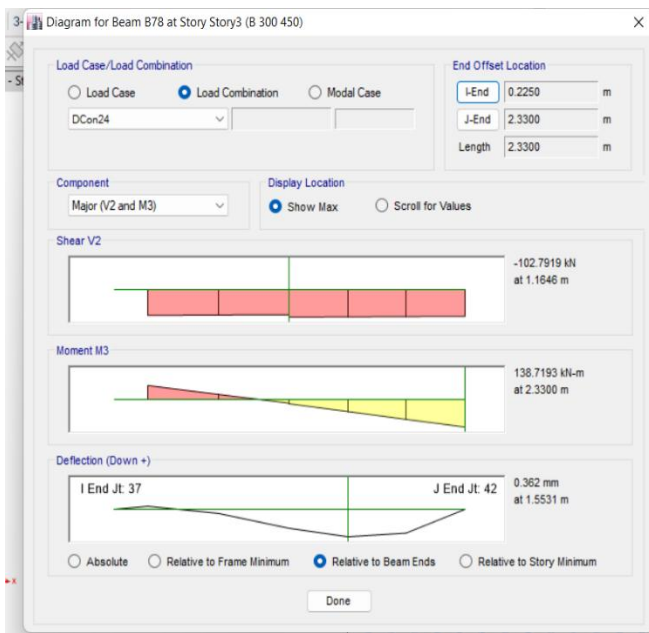 3-
Diagram for Beam B78 at Story Story3 (B 300 450)
- St
Load Case/Load Combination
Load Case Load Combination Modal Case
DCon24
End Offset Location
I-End 0.2250 m
J-End 2.3300 m
Length 2.3300 m
Component
Major (V2 and M3)
Display Location
Show Max Scroll for Values
Shear V2
-102.7919 kN
at 1.1646 m
Moment M3
138.7193 kN-m
at 2.3300 m
Deflection (Down +)
I End Jt: 37 J End Jt: 42
0.362 mm
at 1.5531 m
Absolute Relative to Frame Minimum Relative to Beam Ends Relative to Story Minimum
Done
x